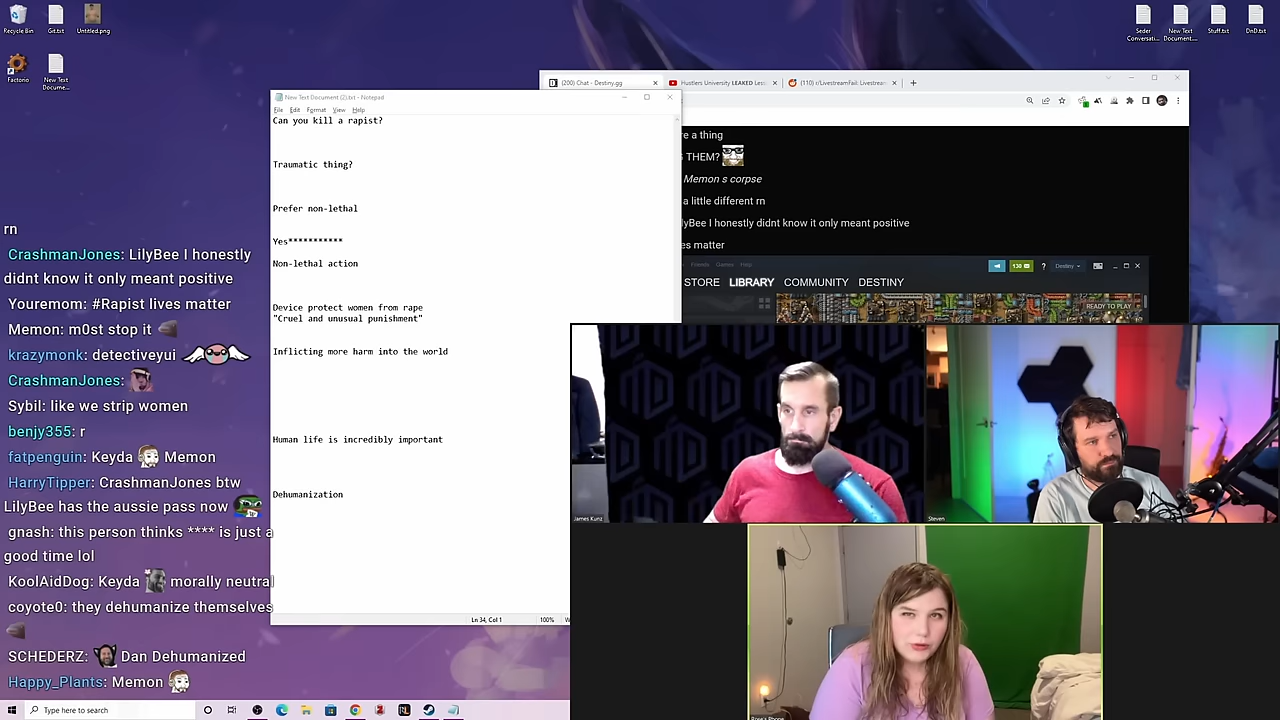 Recycle Bin
Git.txt
Untitled.png
Factorio
New Text
Docume...
Seder
Conversati...
New Text
Document....
Stuff.txt
DnD.txt
(200) Chat - Destiny.gg
Hustlers University LEAKED Les
(110) r/LivestreamFail: Livestream
New Text Document (2).txt - Notepad
File Edit Format View Help
Can you kill a rapist?
Traumatic thing?
Prefer non-lethal
Yes***********
Non-lethal action
Device protect women from rape
"Cruel and unusual punishment"
Inflicting more harm into the world
Human life is incredibly important
Dehumanization
Ln 34, Col 1
100%
re a thing
THEM?
Memon s corpse
a little different rn
lyBee I honestly didnt know it only meant positive
es matter
Friends Games Help
138
?
Destiny
STORE LIBRARY COMMUNITY DESTINY
READY TO PLAY
rn
CrashmanJones: LilyBee I honestly
didnt know it only meant positive
Youremom: #Rapist lives matter
Memon: m0st stop it
krazymonk: detectiveyui
CrashmanJones:
Sybil: like we strip women
benjy355: r
fatpenguin: Keyda Memon
HarryTipper: CrashmanJones btw
LilyBee has the aussie pass now
gnash: this person thinks **** is just a
good time lol
KoolAidDog: Keyda morally neutral
coyote0: they dehumanize themselves
SCHEDERZ: Dan Dehumanized
Happy_Plants: Memon
James Kunz
Steven
Rose's Phone
Type here to search